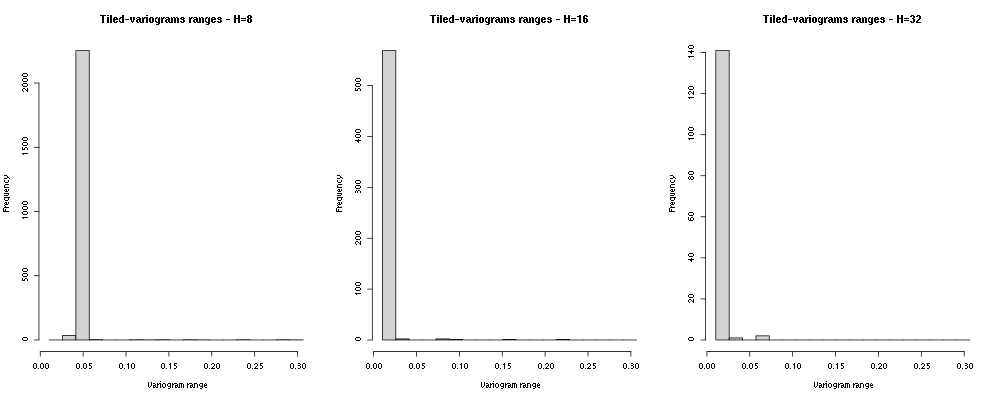 Tiled-variograms ranges - H=8
Frequency
2000
1500
1000
500
0
0.00 0.05 0.10 0.15 0.20 0.25 0.30
Variogram range
Tiled-variograms ranges - H=16
Frequency
500
400
300
200
100
0
0.00 0.05 0.10 0.15 0.20 0.25 0.30
Variogram range
Tiled-variograms ranges - H=32
Frequency
140
120
100
80
60
40
20
0
0.00 0.05 0.10 0.15 0.20 0.25 0.30
Variogram range